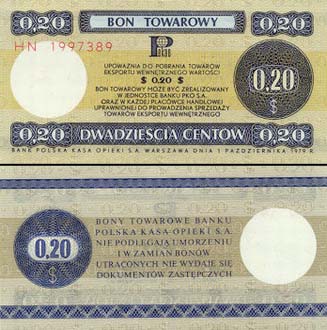 0,20 BON TOWAROWY 0,20
HN 1997389
P
UPOWAŻNIA DO POBRANIA TOWARÓW
EKSPORTU WEWNĘTRZNEGO WARTOŚCI
$ 0,20 $
BON TOWAROWY MOŻE BYĆ ZREALIZOWANY
W JEDNOSTCE BANKU PKO S.A.
ORAZ W KAŻDEJ PLACÓWCE HANDLOWEJ
UPRAWNIONEJ DO PROWADZENIA SPRZEDAŻY
TOWARÓW EKSPORTU WEWNĘTRZNEGO
0,20
$
0,20 DWADZIEŚCIA CENTÓW 0,20
BANK POLSKA KASA OPIEKI S.A. WARSZAWA DNIA 1 PAŹDZIERNIKA 1979 R.
0,20
$
BONY TOWAROWE BANKU
POLSKA KASA OPIEKI S.A.
NIE PODLEGAJĄ UMORZENIU
I W ZAMIAN BONÓW
UTRACONYCH NIE WYDAJE SIĘ
DOKUMENTÓW ZASTĘPCZYCH